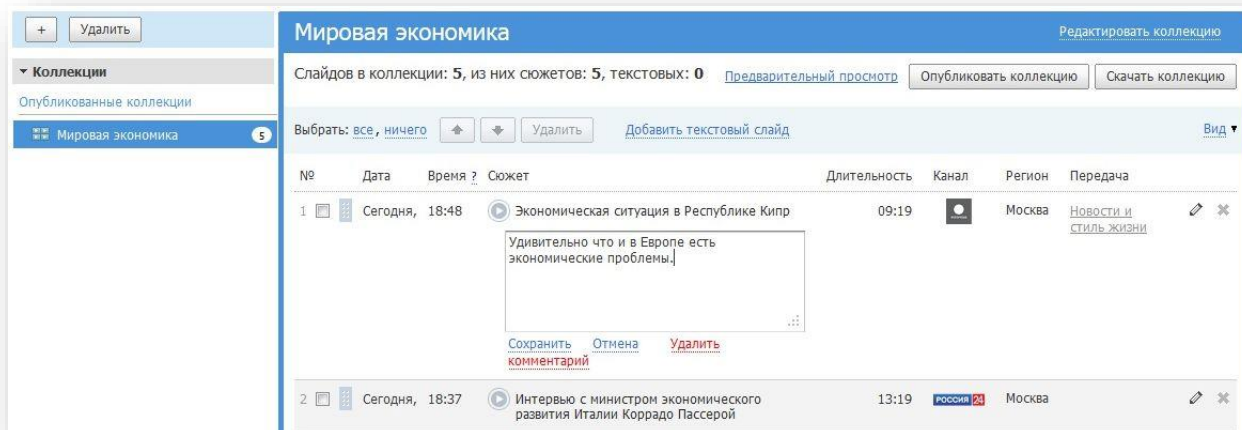 + Удалить
Мировая экономика
Редактировать коллекцию
Коллекции
Слайдов в коллекции: 5, из них сюжетов: 5, текстовых: 0 Предварительный просмотр Опубликовать коллекцию Скачать коллекцию
Опубликованные коллекции
Мировая экономика 5
Выбрать: все, ничего Удалить Добавить текстовый слайд Вид
№ Дата Время ? Сюжет Длительность Канал Регион Передача
1 Сегодня, 18:48 Экономическая ситуация в Республике Кипр 09:19 Москва Новости и
стиль жизни
Удивительно что и в Европе есть
экономические проблемы.
Сохранить Отмена Удалить
комментарий
2 Сегодня, 18:37 Интервью с министром экономического 13:19 РОССИЯ 24 Москва
развития Италии Коррадо Пассерой